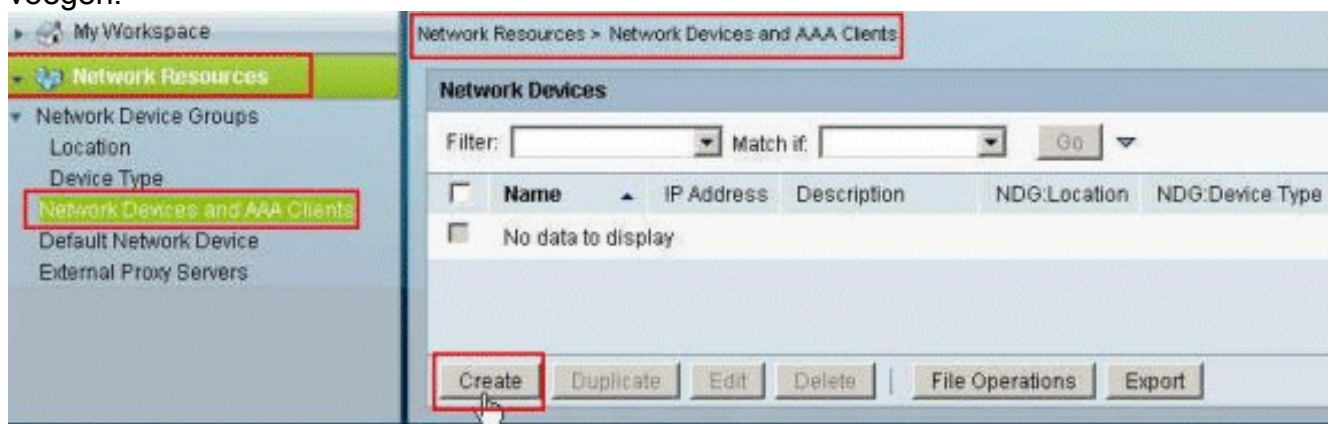 voegen.
My Workspace
Network Resources
Network Device Groups
Location
Device Type
Network Devices and AAA Clients
Default Network Device
External Proxy Servers
Network Resources > Network Devices and AAA Clients
Network Devices
Filter: Match if: Go
Name IP Address Description NDG:Location NDG:Device Type
No data to display
Create Duplicate Edit Delete | File Operations Export